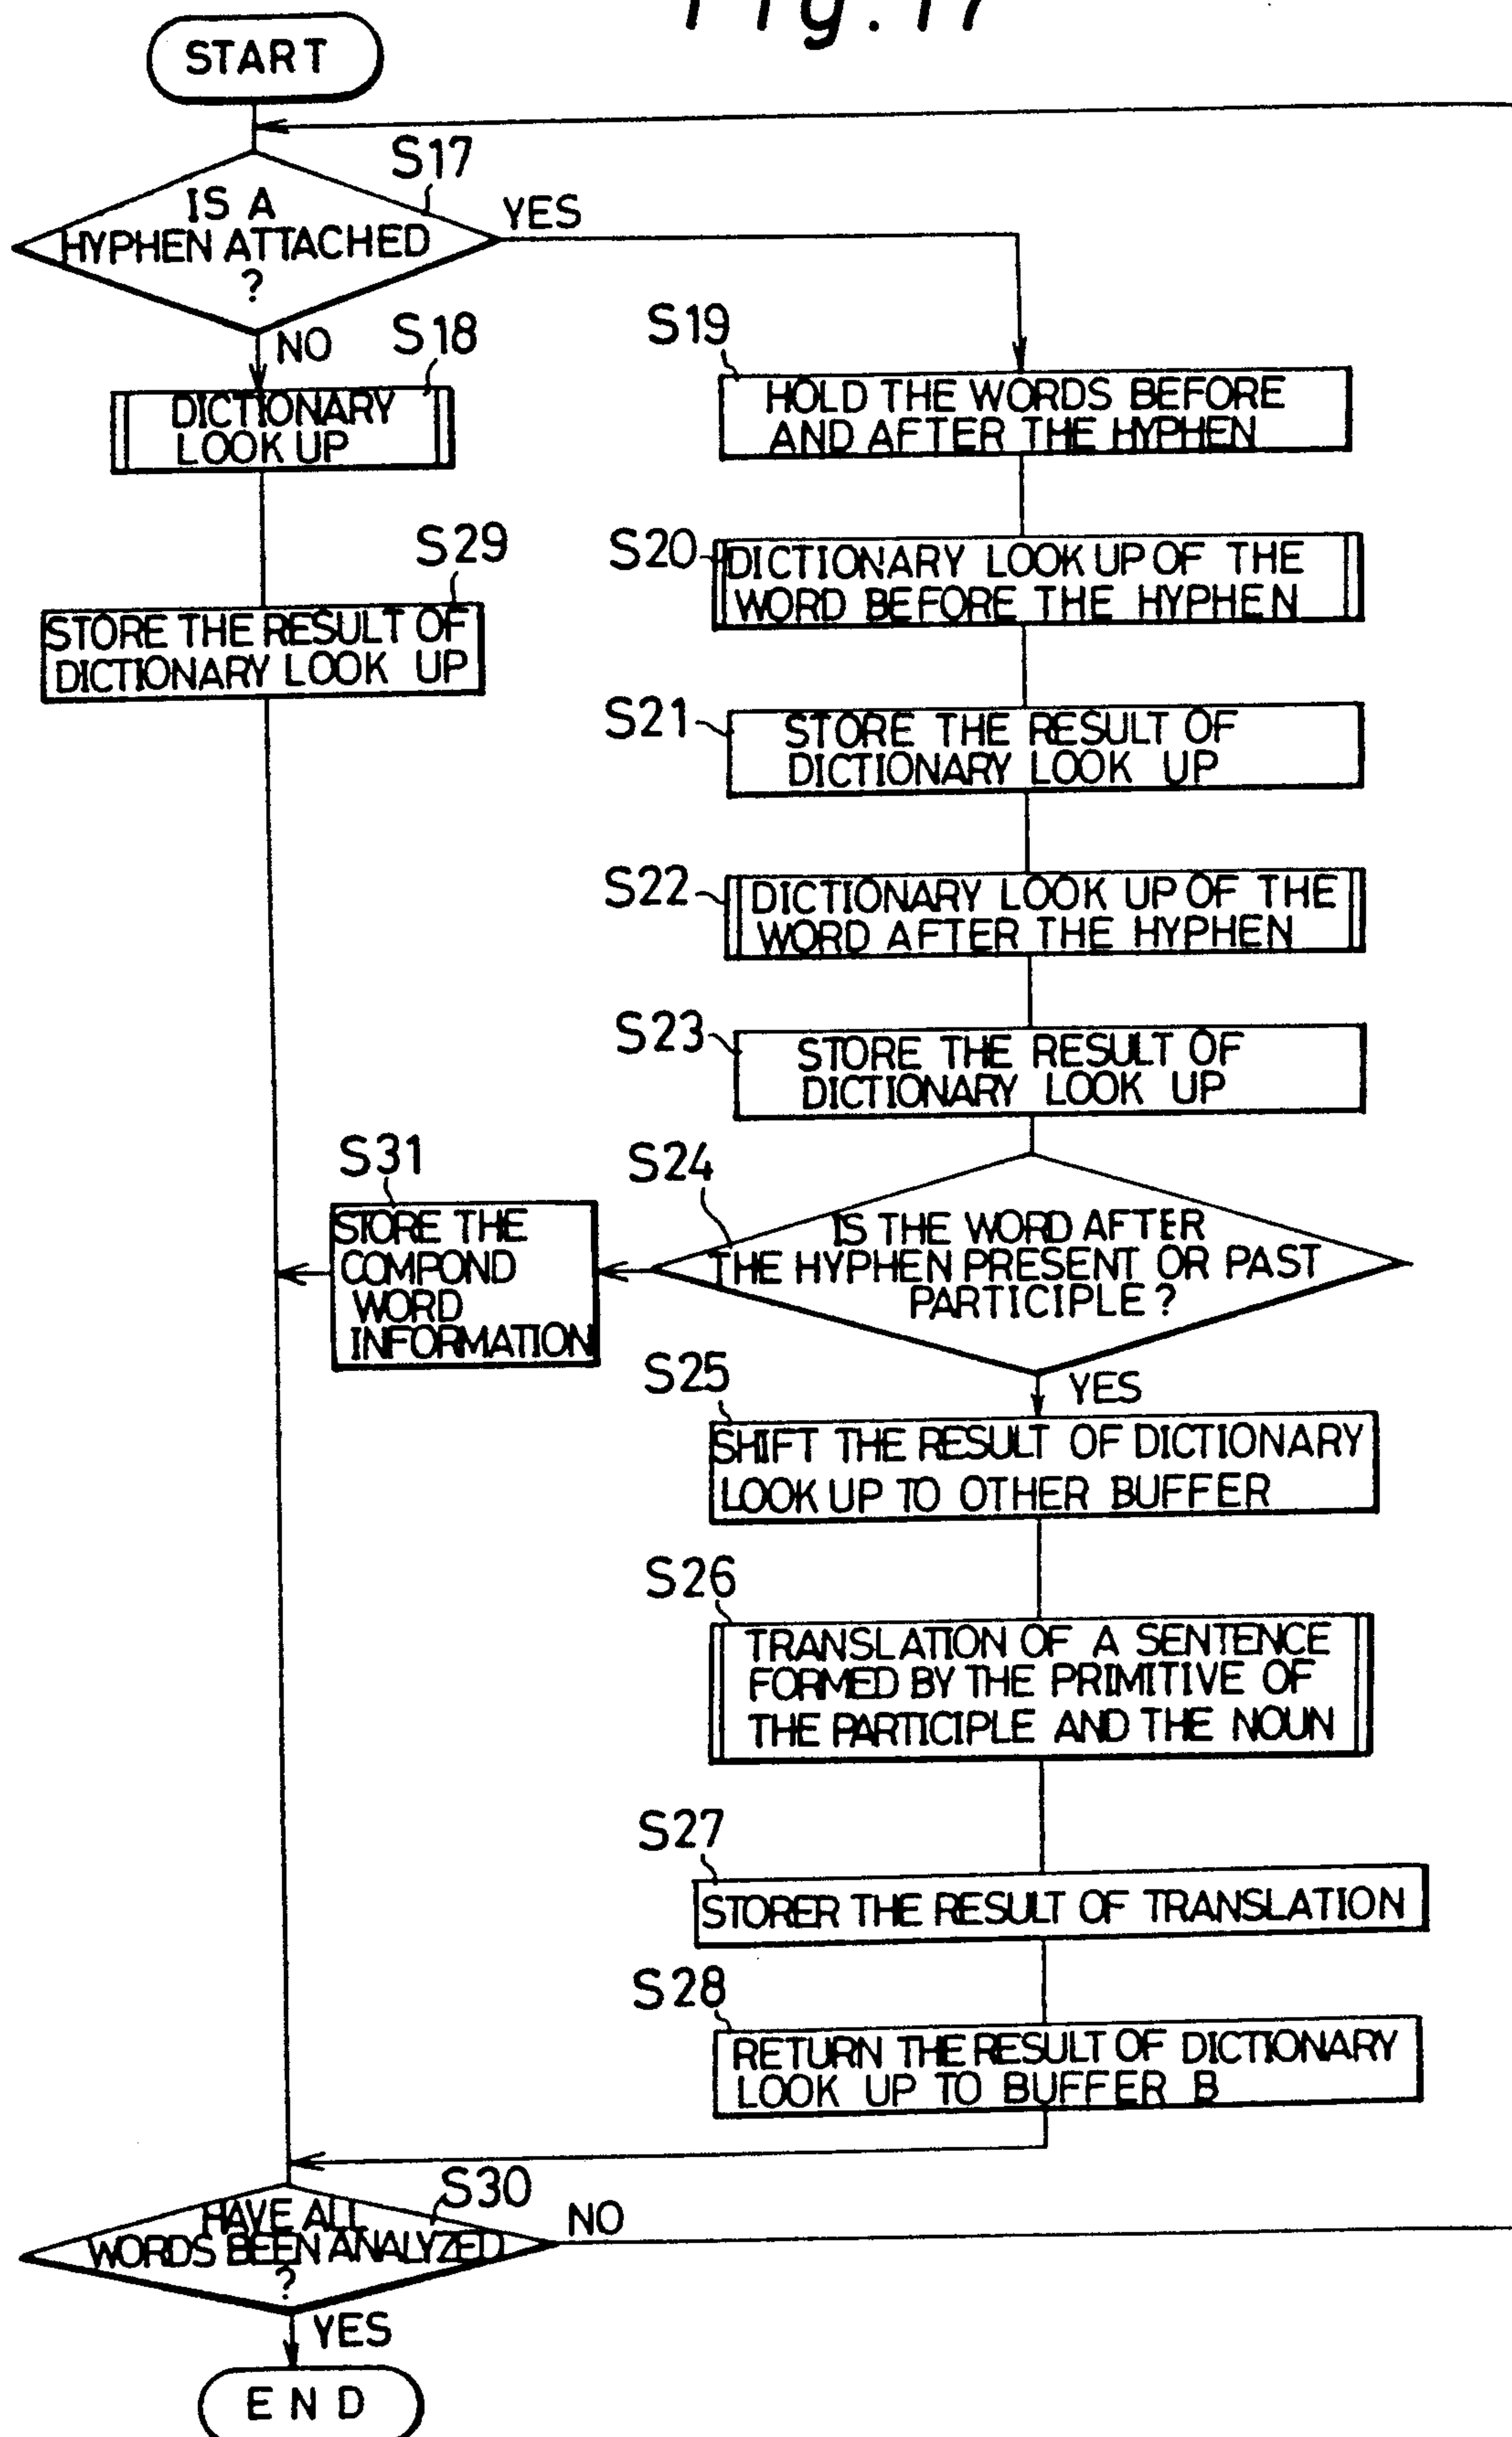 Fig. 17
START
S17
IS A
HYPHEN ATTACHED
?
YES
NO
S18
DICTIONARY
LOOK UP
S29
STORE THE RESULT OF
DICTIONARY LOOK UP
S19
HOLD THE WORDS BEFORE
AND AFTER THE HYPHEN
S20
DICTIONARY LOOK UP OF THE
WORD BEFORE THE HYPHEN
S21
STORE THE RESULT OF
DICTIONARY LOOK UP
S22
DICTIONARY LOOK UP OF THE
WORD AFTER THE HYPHEN
S23
STORE THE RESULT OF
DICTIONARY LOOK UP
S24
IS THE WORD AFTER
THE HYPHEN PRESENT OR PAST
PARTICIPLE ?
S31
STORE THE
COMPOND
WORD
INFORMATION
YES
S25
SHIFT THE RESULT OF DICTIONARY
LOOK UP TO OTHER BUFFER
S26
TRANSLATION OF A SENTENCE
FORMED BY THE PRIMITIVE OF
THE PARTICIPLE AND THE NOUN
S27
STORER THE RESULT OF TRANSLATION
S28
RETURN THE RESULT OF DICTIONARY
LOOK UP TO BUFFER B
S30
HAVE ALL
WORDS BEEN ANALYZED
?
NO
YES
END